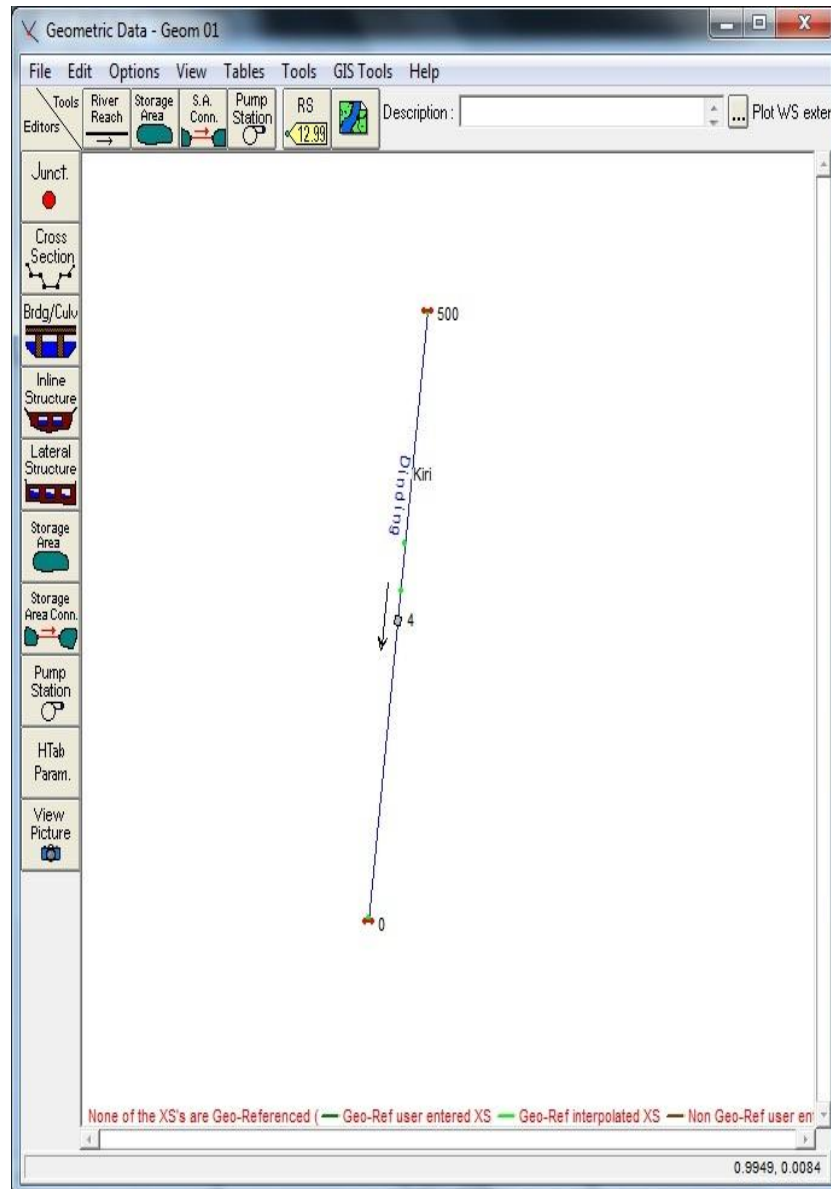 Geometric Data - Geom 01
File Edit Options View Tables Tools GIS Tools Help
Tools
Editors
River
Reach
Storage
Area
S.A.
Conn.
Pump
Station
RS
12.99
Description :
...
Plot WS exter
Junct.
Cross
Section
Brdg/Culv
Inline
Structure
Lateral
Structure
Storage
Area
Storage
Area Conn.
Pump
Station
HTab
Param.
View
Picture
500
Dinding
Kiri
4
0
None of the XS's are Geo-Referenced ( Geo-Ref user entered XS Geo-Ref interpolated XS Non Geo-Ref user en
0.9949, 0.0084